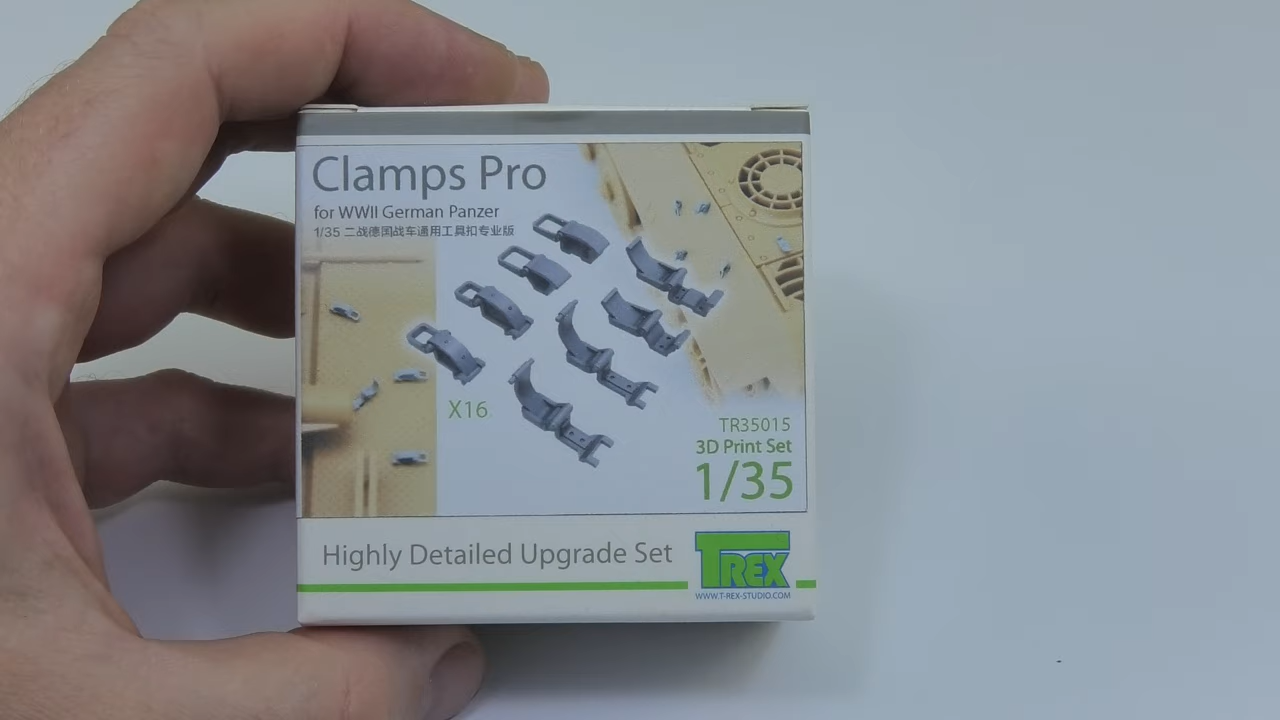 Clamps Pro
for WWII German Panzer
1/35 二战德国战车通用工具扣专业版
X16
TR35015
3D Print Set
1/35
Highly Detailed Upgrade Set
T-REX
WWW.T-REX-STUDIO.COM